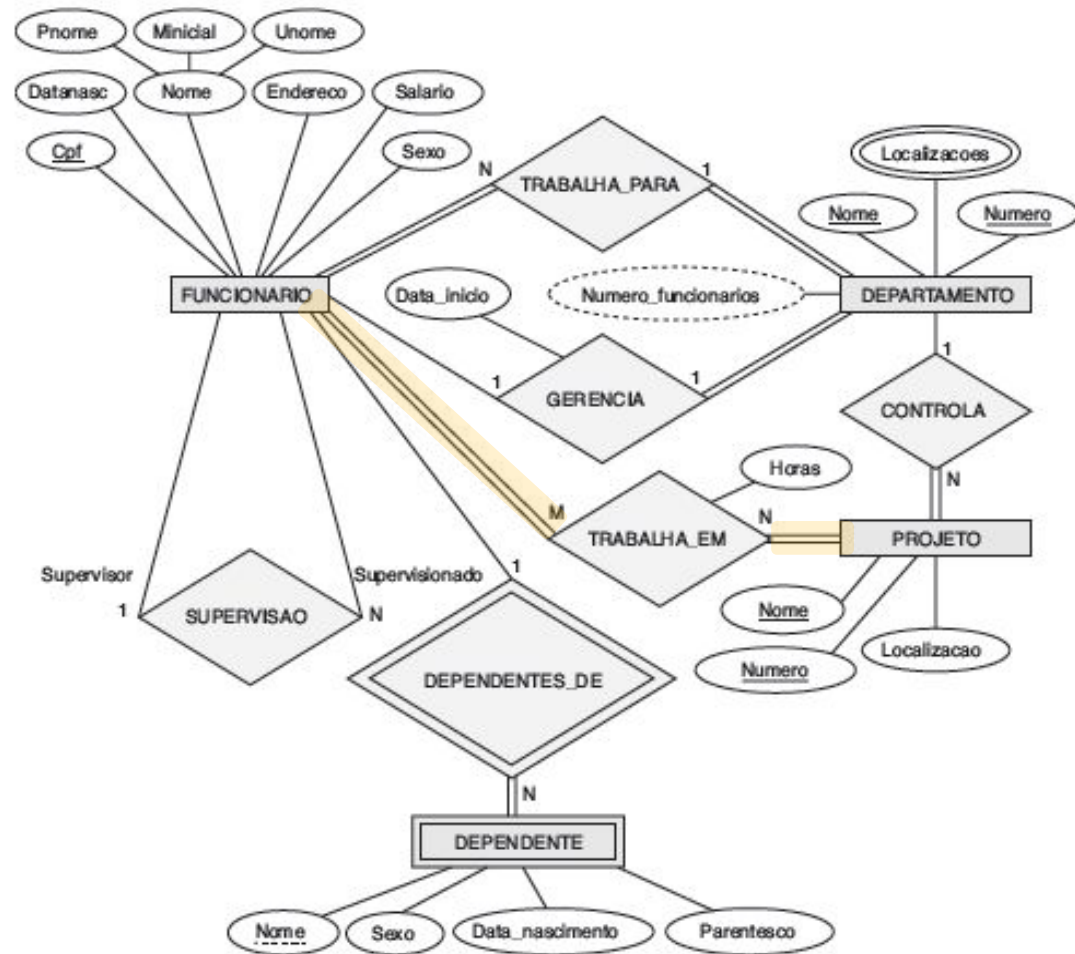 Pnome
Minicial
Unome
Datanasc
Nome
Endereco
Salario
Cpf
Sexo
N
TRABALHA_PARA
1
Localizacoes
Nome
Numero
FUNCIONARIO
Data_inicio
Numero_funcionarios
DEPARTAMENTO
1
GERENCIA
1
1
CONTROLA
N
Horas
M
TRABALHA_EM
N
PROJETO
Supervisor
1
SUPERVISAO
Supervisionado
N
1
Nome
Numero
Localizacao
DEPENDENTES_DE
N
DEPENDENTE
Nome
Sexo
Data_nascimento
Parentesco